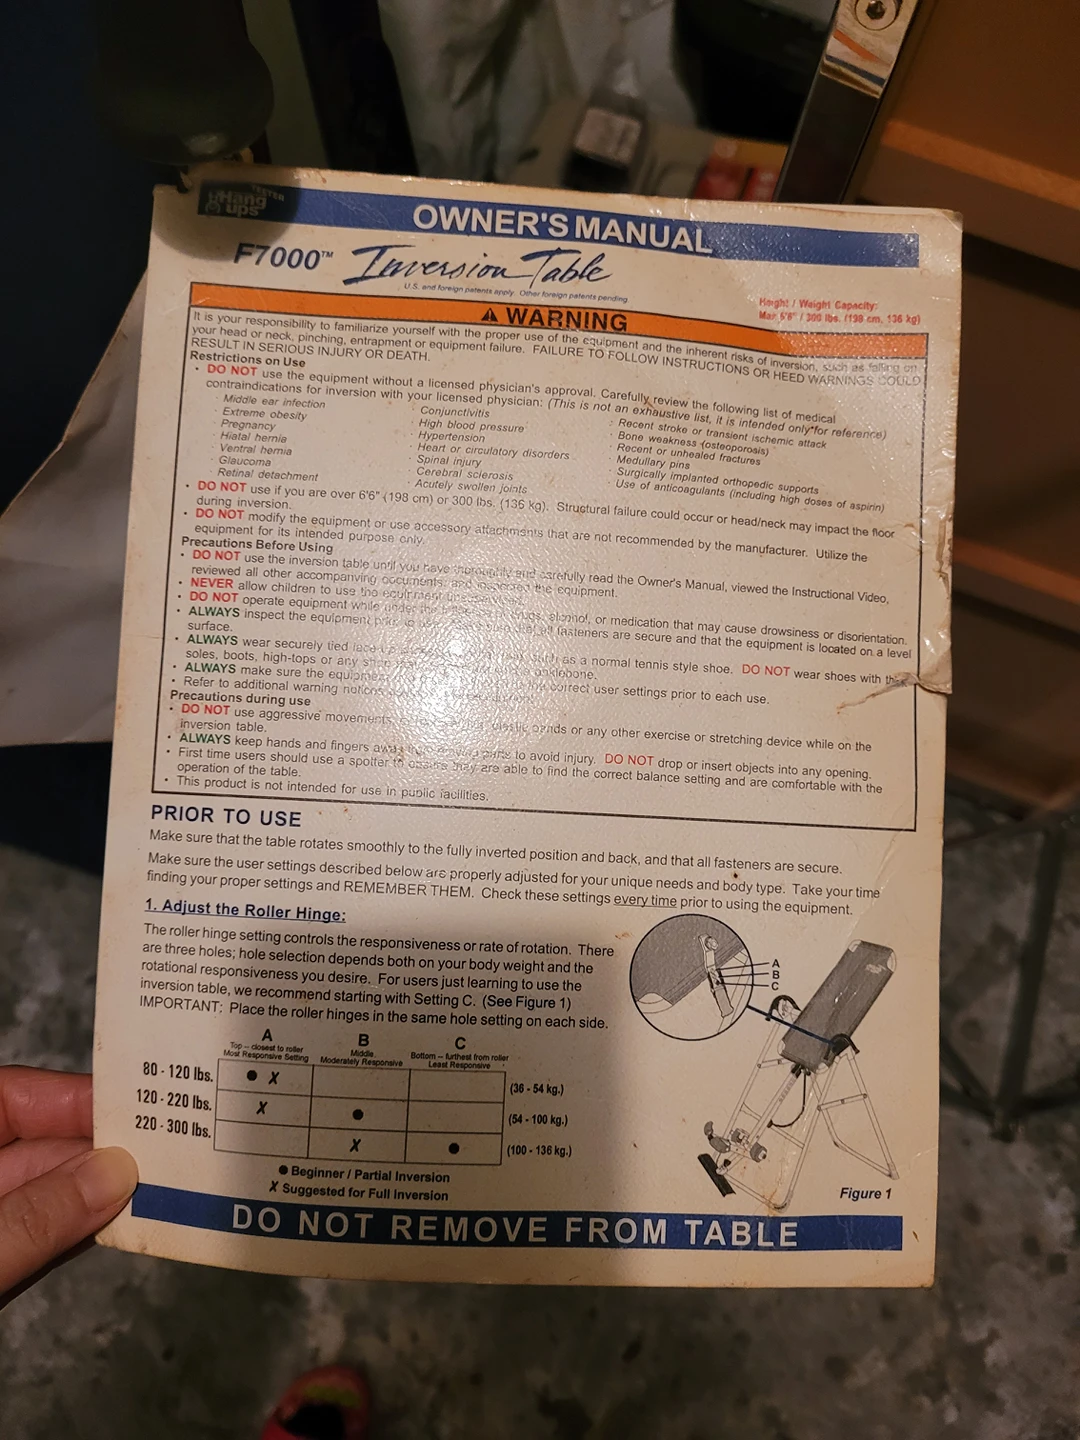 TEETER
Hang
ups
OWNER'S MANUAL
F7000™ Inversion Table
U.S. and foreign patents apply. Other foreign patents pending.
Height / Weight Capacity:
Max 6'6" / 300 lbs. (198 cm, 136 kg)
WARNING
It is your responsibility to familiarize yourself with the proper use of the equipment and the inherent risks of inversion, such as falling on
your head or neck, pinching, entrapment or equipment failure. FAILURE TO FOLLOW INSTRUCTIONS OR HEED WARNINGS COULD
RESULT IN SERIOUS INJURY OR DEATH.
Restrictions on Use
• DO NOT use the equipment without a licensed physician's approval. Carefully review the following list of medical
contraindications for inversion with your licensed physician: (This is not an exhaustive list, it is intended only for reference)
· Middle ear infection
· Extreme obesity
· Pregnancy
· Hiatal hernia
· Ventral hernia
· Glaucoma
· Retinal detachment
· Conjunctivitis
· High blood pressure
· Hypertension
· Heart or circulatory disorders
· Spinal injury
· Cerebral sclerosis
· Acutely swollen joints
· Recent stroke or transient ischemic attack
· Bone weakness (osteoporosis)
· Recent or unhealed fractures
· Medullary pins
· Surgically implanted orthopedic supports
· Use of anticoagulants (including high doses of aspirin)
• DO NOT use if you are over 6'6" (198 cm) or 300 lbs. (136 kg). Structural failure could occur or head/neck may impact the floor
during inversion.
• DO NOT modify the equipment or use accessory attachments that are not recommended by the manufacturer. Utilize the
equipment for its intended purpose only.
Precautions Before Using
• DO NOT use the inversion table until you have thoroughly and carefully read the Owner's Manual, viewed the Instructional Video,
reviewed all other accompanying documents, and inspected the equipment.
• NEVER allow children to use the equipment
• DO NOT operate equipment while under the influence of drugs, alcohol, or medication that may cause drowsiness or disorientation.
• ALWAYS inspect the equipment prior to all fasteners are secure and that the equipment is located on a level
surface.
• ALWAYS wear securely tied such as a normal tennis style shoe. DO NOT wear shoes with
soles, boots, high-tops or any anklebone.
• ALWAYS make sure the equipment correct user settings prior to each use.
• Refer to additional warning notices
Precautions during use
• DO NOT use aggressive movements, elastic bands or any other exercise or stretching device while on the
inversion table.
• ALWAYS keep hands and fingers away from parts to avoid injury. DO NOT drop or insert objects into any opening.
• First time users should use a spotter to ensure they are able to find the correct balance setting and are comfortable with the
operation of the table.
• This product is not intended for use in public facilities.
PRIOR TO USE
Make sure that the table rotates smoothly to the fully inverted position and back, and that all fasteners are secure.
Make sure the user settings described below are properly adjusted for your unique needs and body type. Take your time
finding your proper settings and REMEMBER THEM. Check these settings every time prior to using the equipment.
1. Adjust the Roller Hinge:
The roller hinge setting controls the responsiveness or rate of rotation. There
are three holes; hole selection depends both on your body weight and the
rotational responsiveness you desire. For users just learning to use the
inversion table, we recommend starting with Setting C. (See Figure 1)
IMPORTANT: Place the roller hinges in the same hole setting on each side.
A
B
C
A
Top -- closest to roller
Most Responsive Setting
B
Middle
Moderately Responsive
C
Bottom -- furthest from roller
Least Responsive
80 - 120 lbs. ● X (36 - 54 kg.)
120 - 220 lbs. X ● (54 - 100 kg.)
220 - 300 lbs. X ● (100 - 136 kg.)
● Beginner / Partial Inversion
X Suggested for Full Inversion
Figure 1
DO NOT REMOVE FROM TABLE